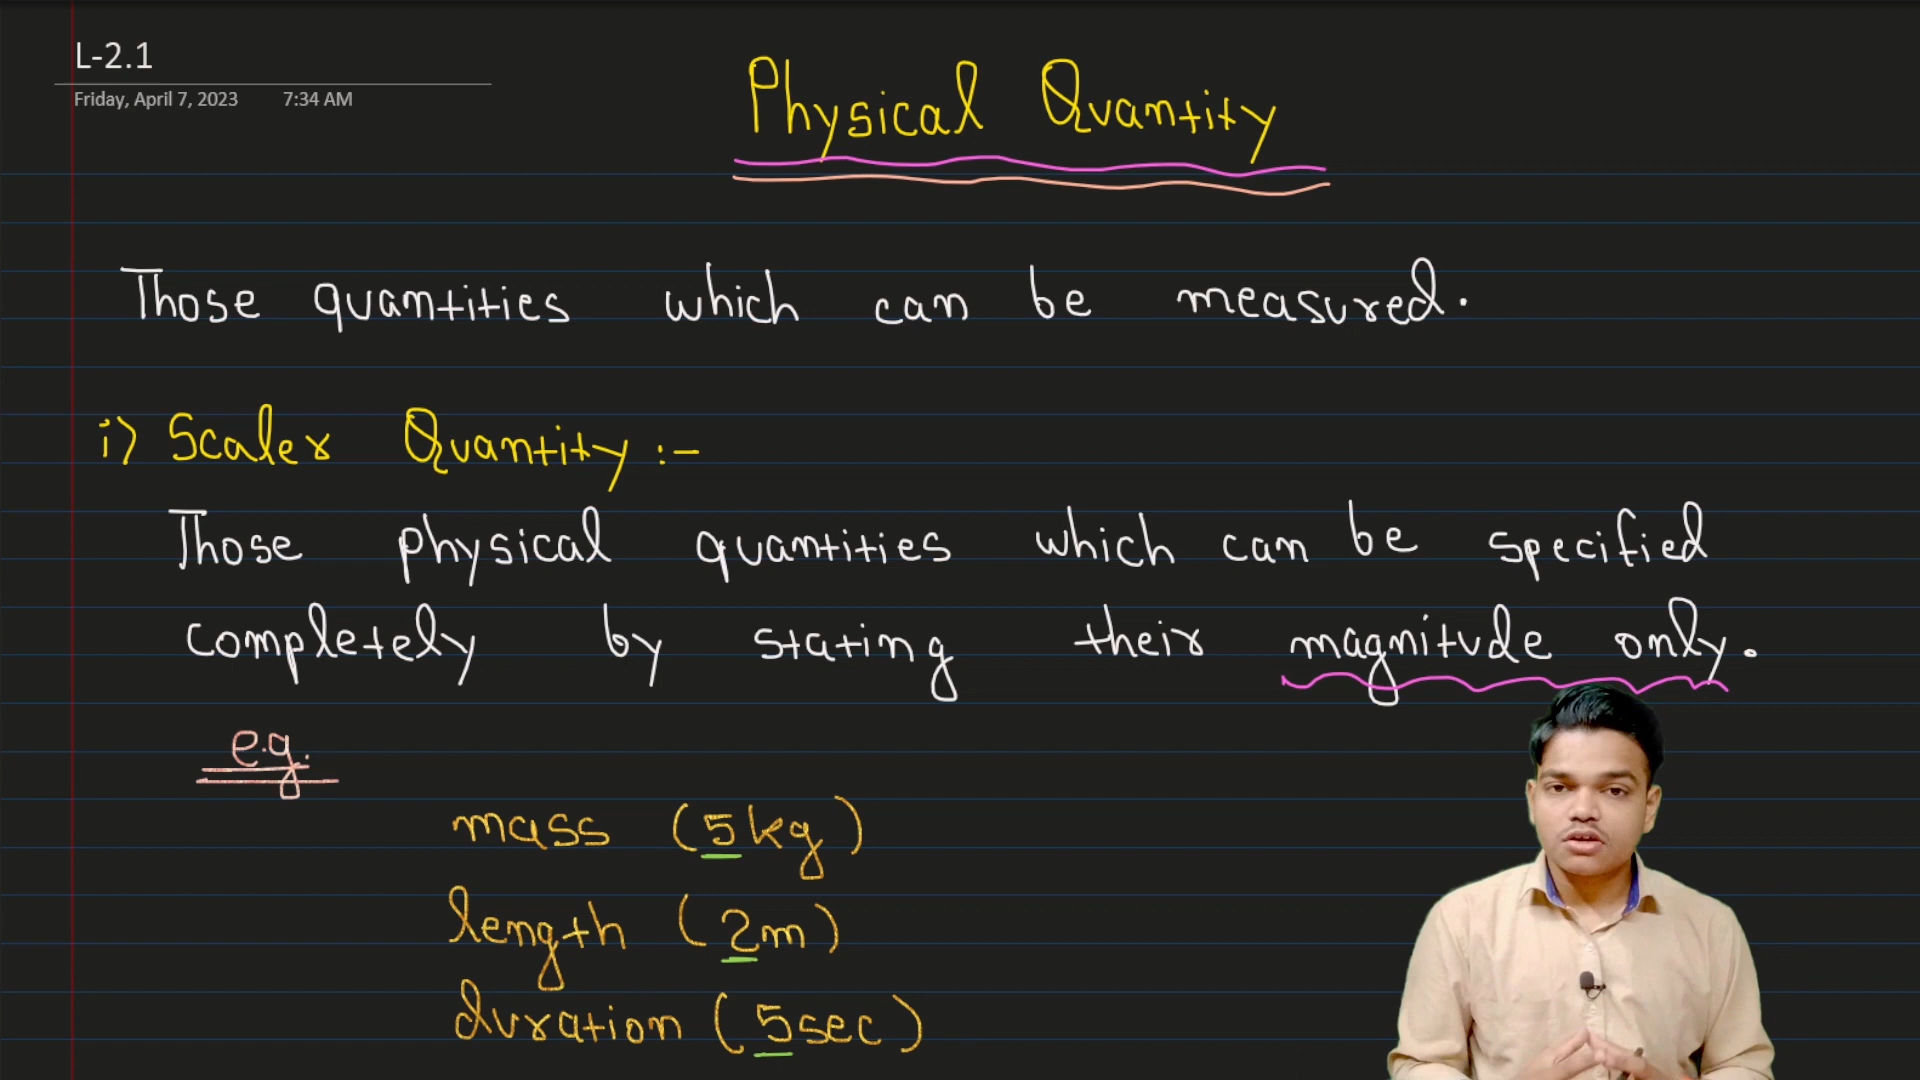 L-2.1
Friday, April 7, 2023 7:34 AM
Physical Quantity
Those quantities which can be measured.
i) Scaler Quantity :-
Those physical quantities which can be specified
completely by stating their magnitude only.
e.g.
mass (5kg)
length (2m)
duration (5sec)